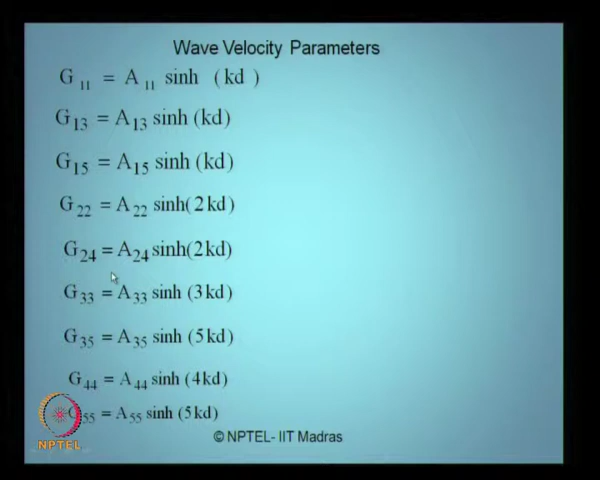 Wave Velocity Parameters
G₁₁ = A₁₁ sinh (kd)
G₁₃ = A₁₃ sinh (kd)
G₁₅ = A₁₅ sinh (kd)
G₂₂ = A₂₂ sinh(2kd)
G₂₄ = A₂₄ sinh(2kd)
G₃₃ = A₃₃ sinh (3kd)
G₃₅ = A₃₅ sinh (5kd)
G₄₄ = A₄₄ sinh (4kd)
G₅₅ = A₅₅ sinh (5kd)
NPTEL
© NPTEL- IIT Madras